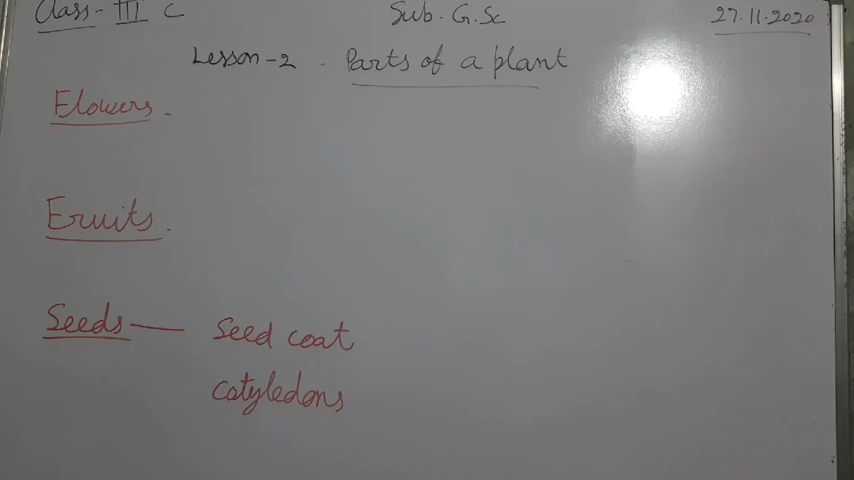 Class - III C Sub. G.Sc 27.11.2020
Lesson-2 - Parts of a plant
Flowers -
Fruits -
Seeds — Seed coat
cotyledons